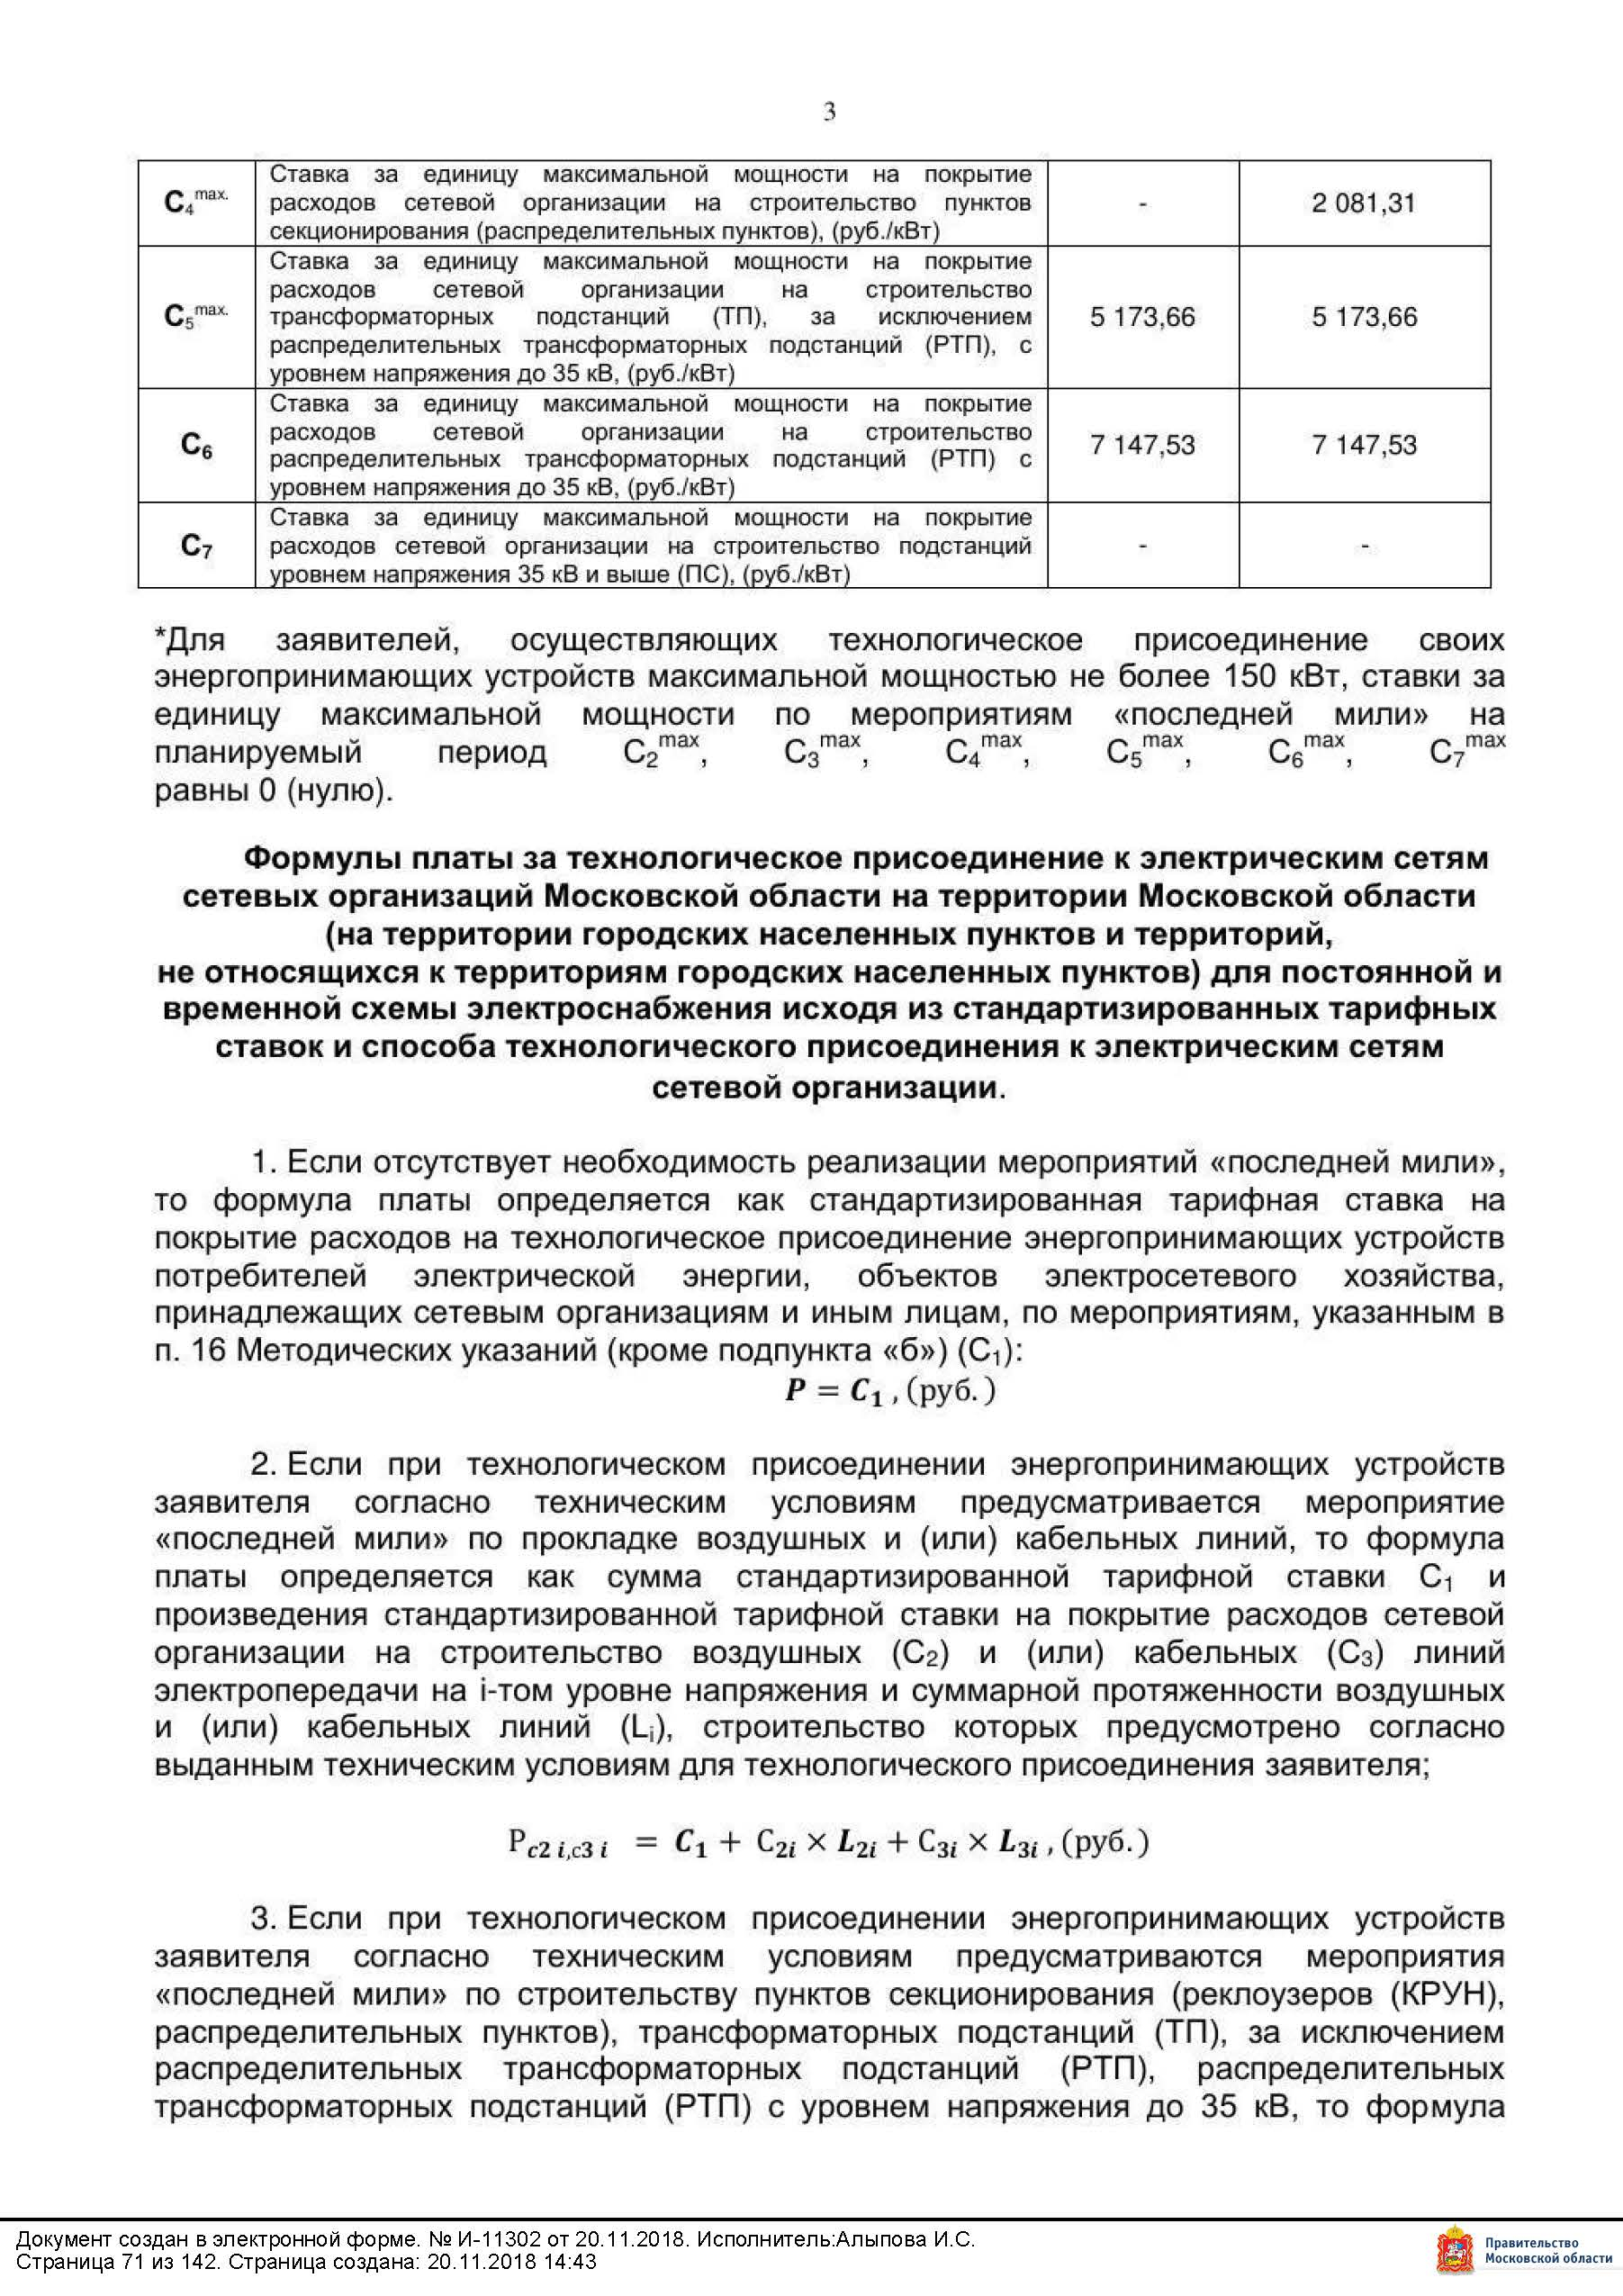 3
C₄ max.
Ставка за единицу максимальной мощности на покрытие
расходов сетевой организации на строительство пунктов
секционирования (распределительных пунктов), (руб./кВт)
-
2 081,31
C₅ max.
Ставка за единицу максимальной мощности на покрытие
расходов сетевой организации на строительство
трансформаторных подстанций (ТП), за исключением
распределительных трансформаторных подстанций (РТП), с
уровнем напряжения до 35 кВ, (руб./кВт)
5 173,66
5 173,66
C₆
Ставка за единицу максимальной мощности на покрытие
расходов сетевой организации на строительство
распределительных трансформаторных подстанций (РТП) с
уровнем напряжения до 35 кВ, (руб./кВт)
7 147,53
7 147,53
C₇
Ставка за единицу максимальной мощности на покрытие
расходов сетевой организации на строительство подстанций
уровнем напряжения 35 кВ и выше (ПС), (руб./кВт)
-
-
*Для заявителей, осуществляющих технологическое присоединение своих
энергопринимающих устройств максимальной мощностью не более 150 кВт, ставки за
единицу максимальной мощности по мероприятиям «последней мили» на
планируемый период C₂ max, C₃ max, C₄ max, C₅ max, C₆ max, C₇ max
равны 0 (нулю).
Формулы платы за технологическое присоединение к электрическим сетям
сетевых организаций Московской области на территории Московской области
(на территории городских населенных пунктов и территорий,
не относящихся к территориям городских населенных пунктов) для постоянной и
временной схемы электроснабжения исходя из стандартизированных тарифных
ставок и способа технологического присоединения к электрическим сетям
сетевой организации.
1. Если отсутствует необходимость реализации мероприятий «последней мили»,
то формула платы определяется как стандартизированная тарифная ставка на
покрытие расходов на технологическое присоединение энергопринимающих устройств
потребителей электрической энергии, объектов электросетевого хозяйства,
принадлежащих сетевым организациям и иным лицам, по мероприятиям, указанным в
п. 16 Методических указаний (кроме подпункта «б») (C₁):
P = C₁ , (руб. )
2. Если при технологическом присоединении энергопринимающих устройств
заявителя согласно техническим условиям предусматривается мероприятие
«последней мили» по прокладке воздушных и (или) кабельных линий, то формула
платы определяется как сумма стандартизированной тарифной ставки C₁ и
произведения стандартизированной тарифной ставки на покрытие расходов сетевой
организации на строительство воздушных (C₂) и (или) кабельных (C₃) линий
электропередачи на i-том уровне напряжения и суммарной протяженности воздушных
и (или) кабельных линий (Lᵢ), строительство которых предусмотрено согласно
выданным техническим условиям для технологического присоединения заявителя;
P c2 i,c3 i = C₁ + C₂ᵢ × L₂ᵢ + C₃ᵢ × L₃ᵢ , (руб. )
3. Если при технологическом присоединении энергопринимающих устройств
заявителя согласно техническим условиям предусматриваются мероприятия
«последней мили» по строительству пунктов секционирования (реклоузеров (КРУН),
распределительных пунктов), трансформаторных подстанций (ТП), за исключением
распределительных трансформаторных подстанций (РТП), распределительных
трансформаторных подстанций (РТП) с уровнем напряжения до 35 кВ, то формула
Документ создан в электронной форме. № И-11302 от 20.11.2018. Исполнитель:Алыпова И.С.
Страница 71 из 142. Страница создана: 20.11.2018 14:43
Правительство
Московской области